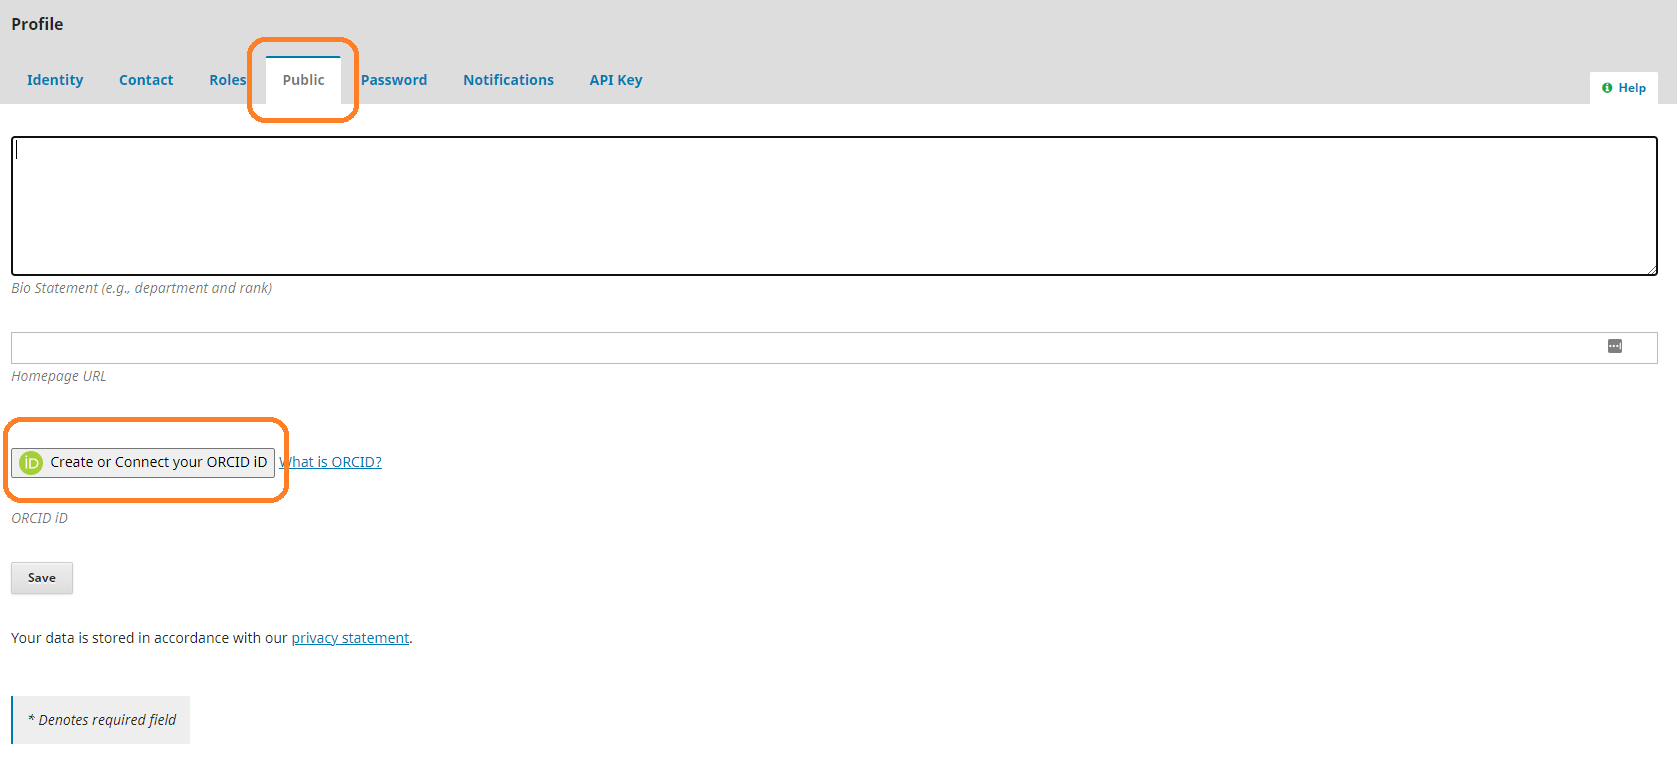 Profile
Identity Contact Roles Public Password Notifications API Key
Help
Bio Statement (e.g., department and rank)
Homepage URL
iD Create or Connect your ORCID iD What is ORCID?
ORCID iD
Save
Your data is stored in accordance with our privacy statement.
* Denotes required field